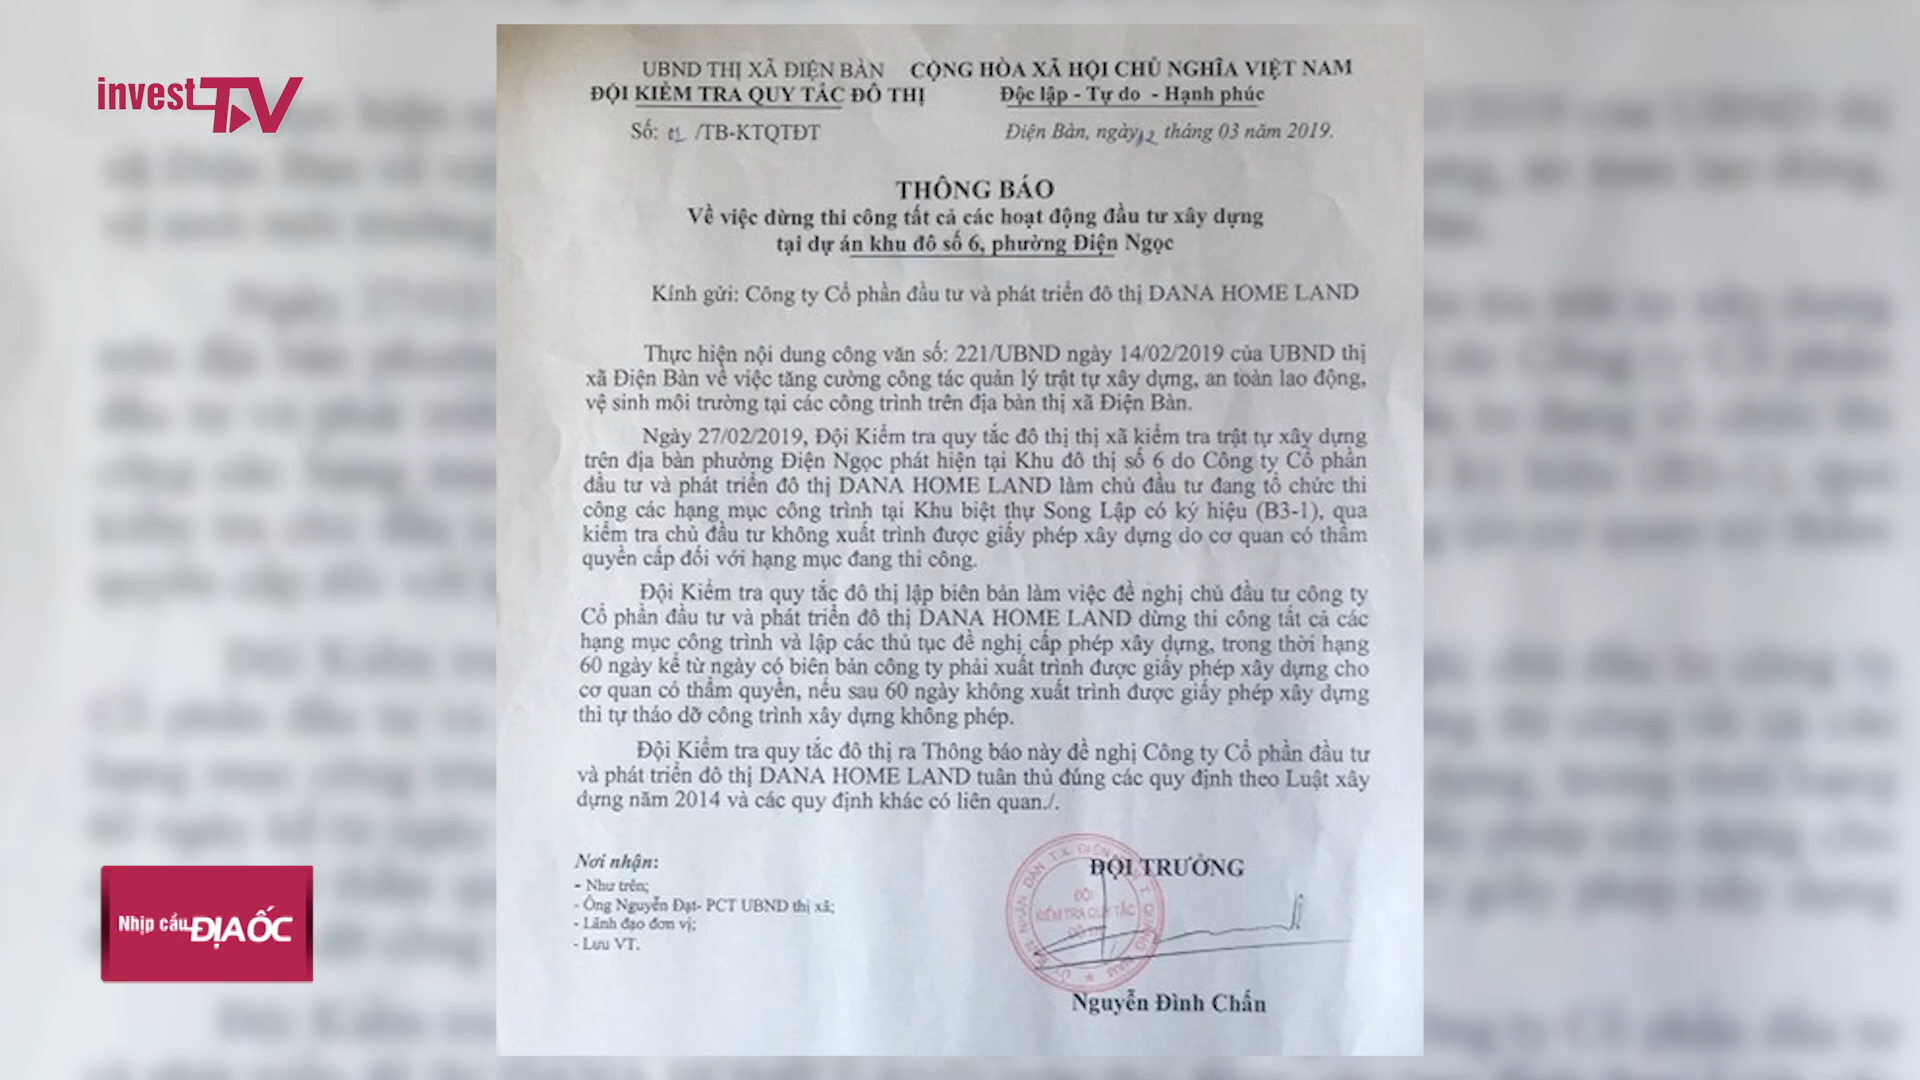 invest TV
UBND THỊ XÃ ĐIỆN BÀN
ĐỘI KIỂM TRA QUY TẮC ĐÔ THỊ
Số: /TB-KTQTĐT
CỘNG HÒA XÃ HỘI CHỦ NGHĨA VIỆT NAM
Độc lập - Tự do - Hạnh phúc
Điện Bàn, ngày 12 tháng 03 năm 2019.
THÔNG BÁO
Về việc dừng thi công tất cả các hoạt động đầu tư xây dựng
tại dự án khu đô số 6, phường Điện Ngọc
Kính gửi: Công ty Cổ phần đầu tư và phát triển đô thị DANA HOME LAND
Thực hiện nội dung công văn số: 221/UBND ngày 14/02/2019 của UBND thị
xã Điện Bàn về việc tăng cường công tác quản lý trật tự xây dựng, an toàn lao động,
vệ sinh môi trường tại các công trình trên địa bàn thị xã Điện Bàn.
Ngày 27/02/2019, Đội Kiểm tra quy tắc đô thị thị xã kiểm tra trật tự xây dựng
trên địa bàn phường Điện Ngọc phát hiện tại Khu đô thị số 6 do Công ty Cổ phần
đầu tư và phát triển đô thị DANA HOME LAND làm chủ đầu tư đang tổ chức thi
công các hạng mục công trình tại Khu biệt thự Song Lập có ký hiệu (B3-1), qua
kiểm tra chủ đầu tư không xuất trình được giấy phép xây dựng do cơ quan có thẩm
quyền cấp đối với hạng mục đang thi công.
Đội Kiểm tra quy tắc đô thị lập biên bản làm việc đề nghị chủ đầu tư công ty
Cổ phần đầu tư và phát triển đô thị DANA HOME LAND dừng thi công tất cả các
hạng mục công trình và lập các thủ tục đề nghị cấp phép xây dựng, trong thời hạng
60 ngày kể từ ngày có biên bản công ty phải xuất trình được giấy phép xây dựng cho
cơ quan có thẩm quyền, nếu sau 60 ngày không xuất trình được giấy phép xây dựng
thì tự tháo dỡ công trình xây dựng không phép.
Đội Kiểm tra quy tắc đô thị ra Thông báo này đề nghị Công ty Cổ phần đầu tư
và phát triển đô thị DANA HOME LAND tuân thủ đúng các quy định theo Luật xây
dựng năm 2014 và các quy định khác có liên quan./.
Nơi nhận:
- Như trên;
- Ông Nguyễn Đạt- PCT UBND thị xã;
- Lãnh đạo đơn vị;
- Lưu VT.
ĐỘI TRƯỞNG
ĐỘI
KIỂM TRA QUY TẮC
ĐÔ THỊ
Nguyễn Đình Chấn
Nhịp cầu ĐỊA ỐC